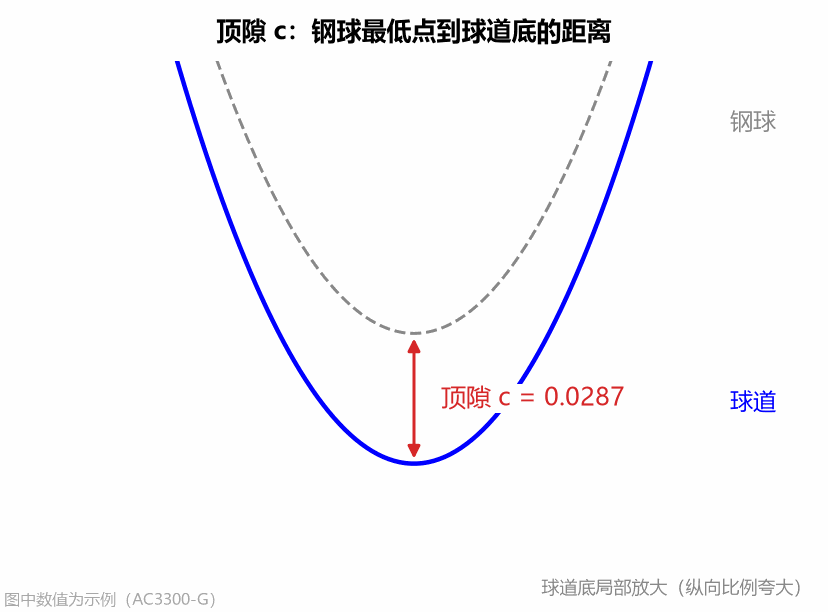 顶隙 c：钢球最低点到球道底的距离
钢球
顶隙 c = 0.0287
球道
球道底局部放大（纵向比例夸大）
图中数值为示例（AC3300-G）